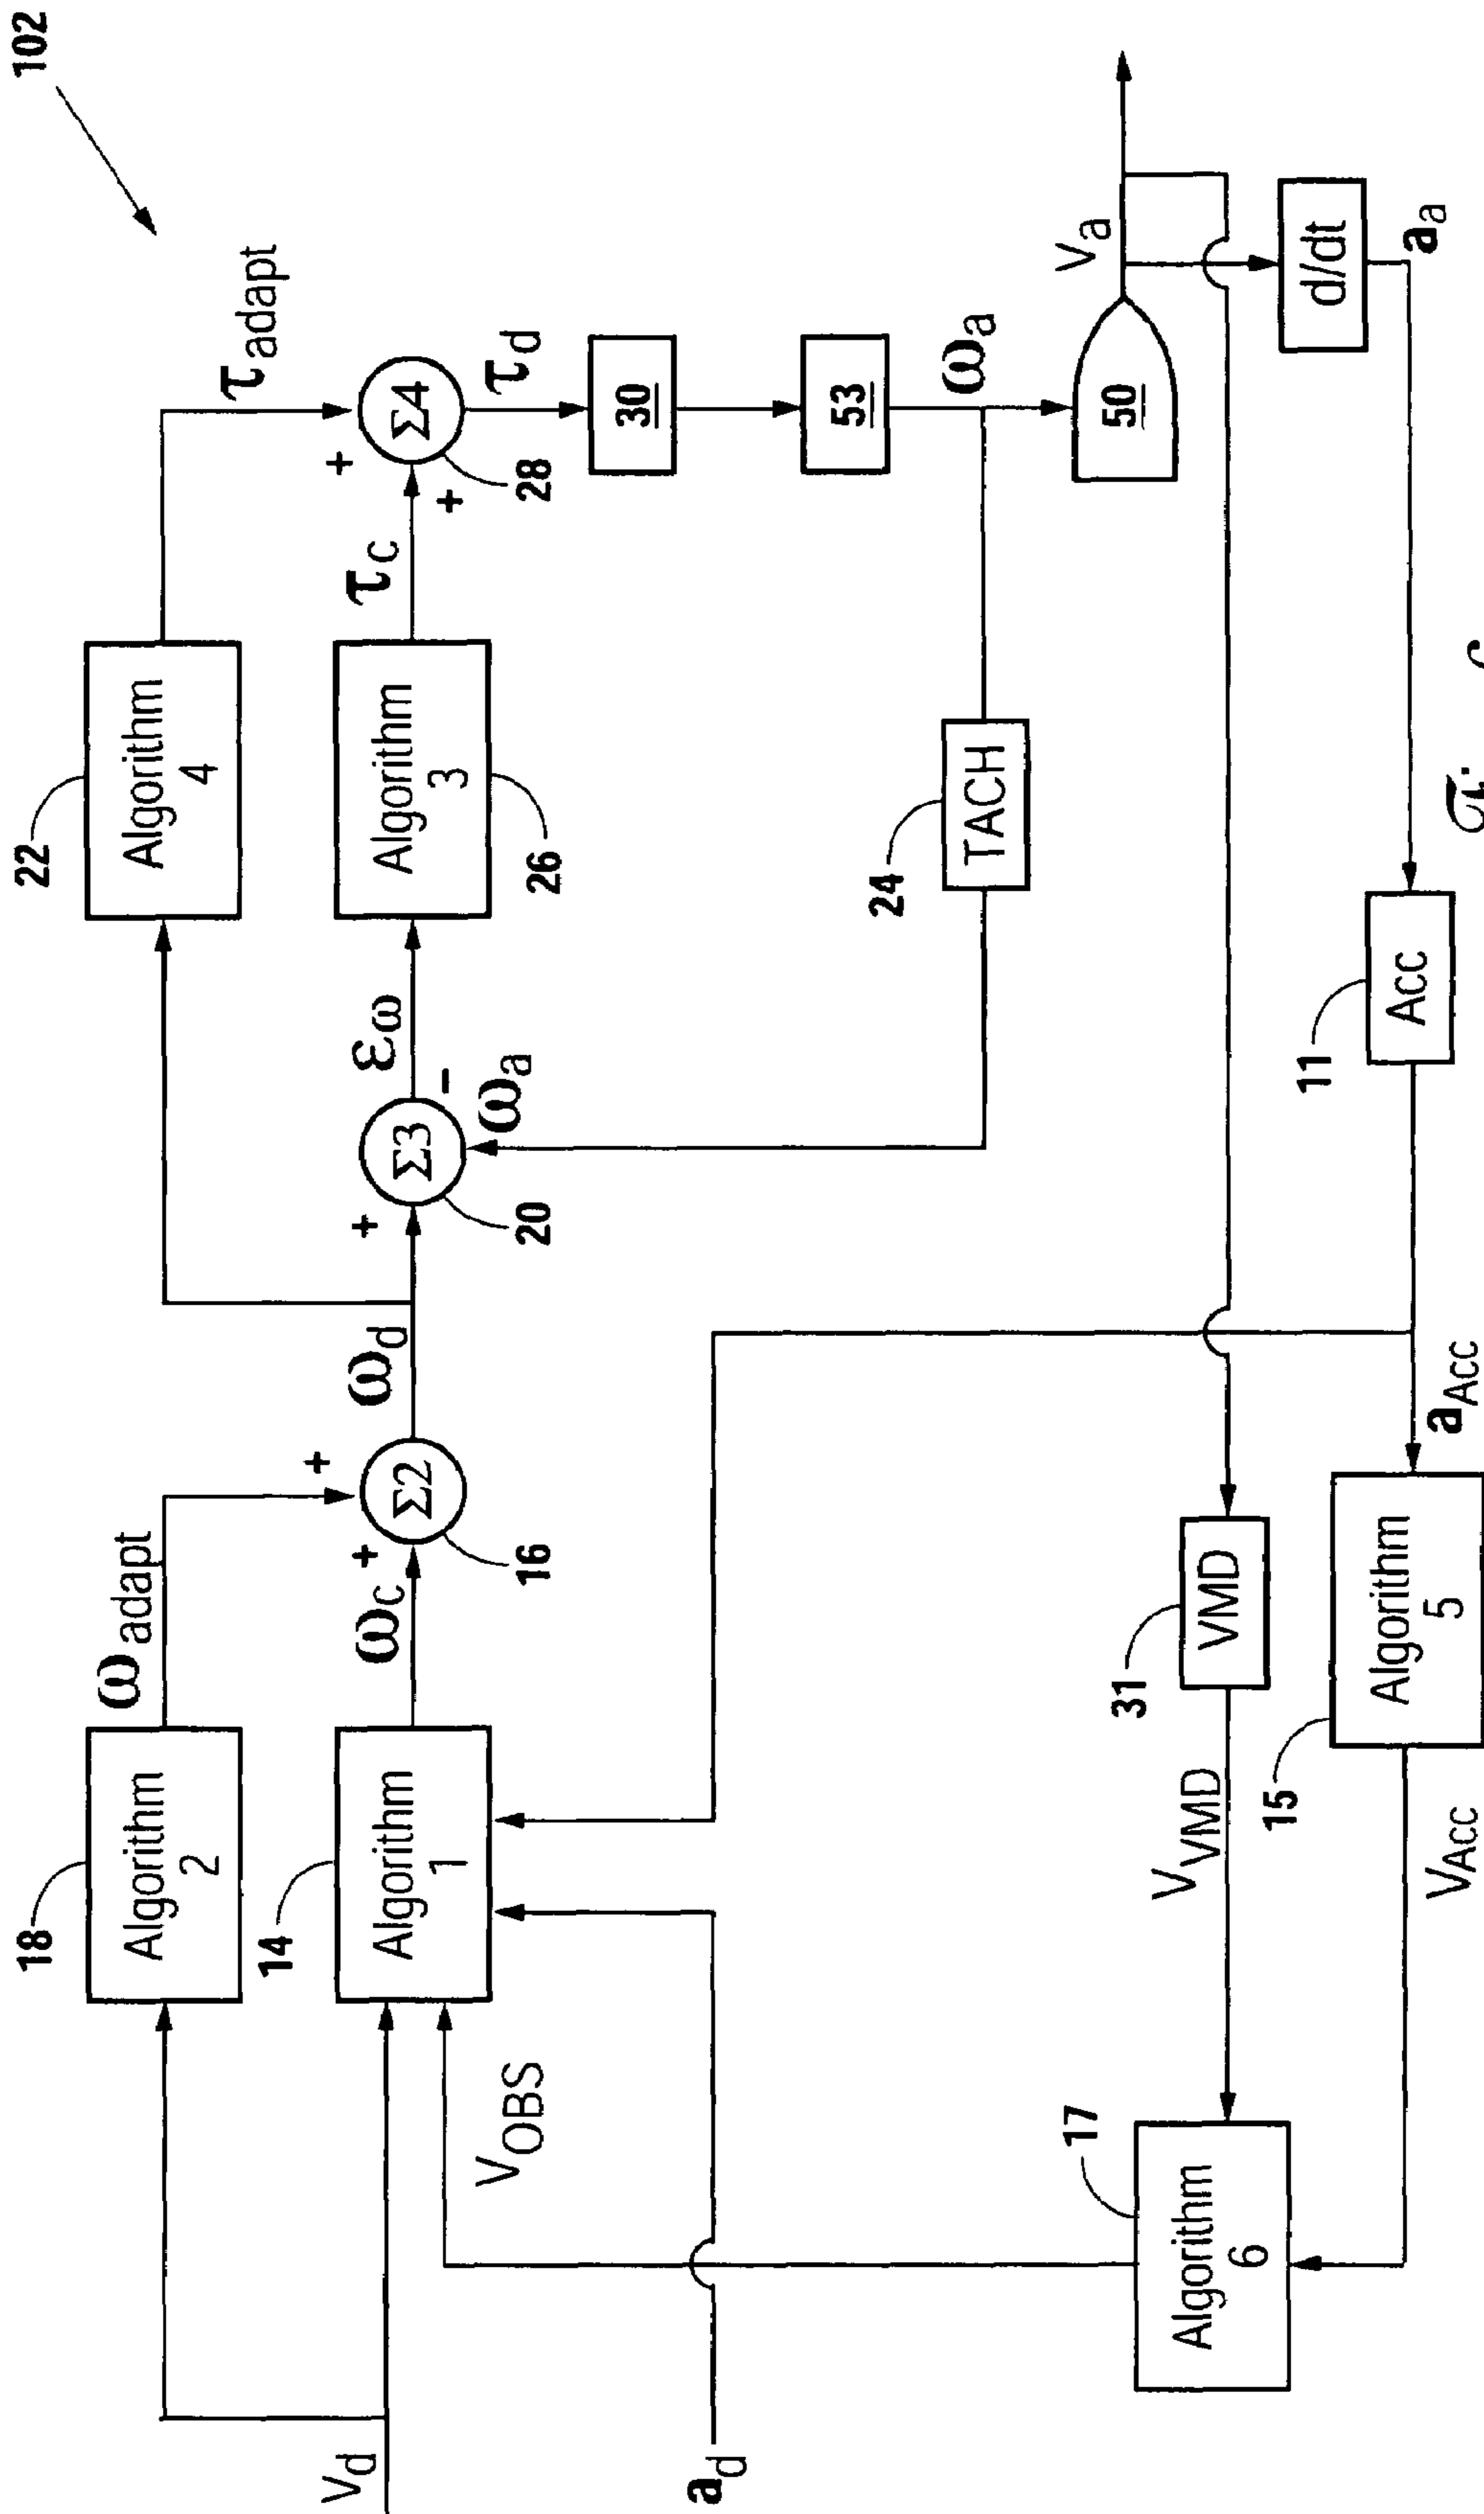 102
18
Algorithm
2
ω adapt
22
Algorithm
4
τ adapt
14
Algorithm
1
ωc
+
+
Σ2
16
ωd
+
Σ3
20
-
εω
ωa
Algorithm
3
26
τc
+
+
Σ4
28
τd
30
53
ωa
50
Va
d/dt
aa
24
TACH
Vd
VOBS
ad
17
Algorithm
6
VVMD
31
VMD
15
Algorithm
5
VAcc
aAcc
11
Acc